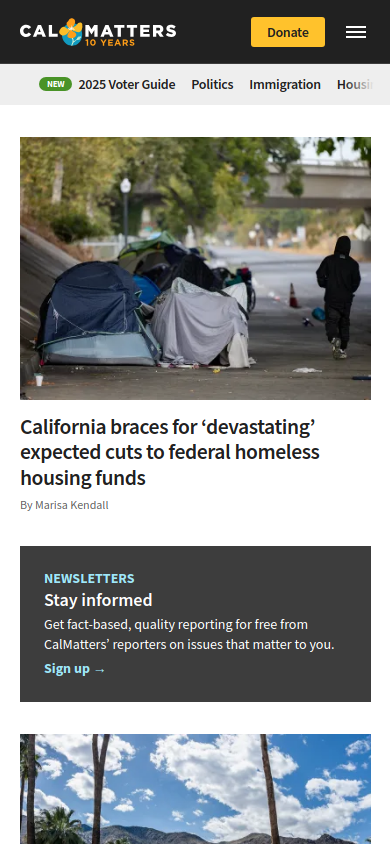 CALMATTERS
10 YEARS
Donate
NEW 2025 Voter Guide Politics Immigration
California braces for ‘devastating’
expected cuts to federal homeless
housing funds
By Marisa Kendall
NEWSLETTERS
Stay informed
Get fact-based, quality reporting for free from
CalMatters’ reporters on issues that matter to you.
Sign up →